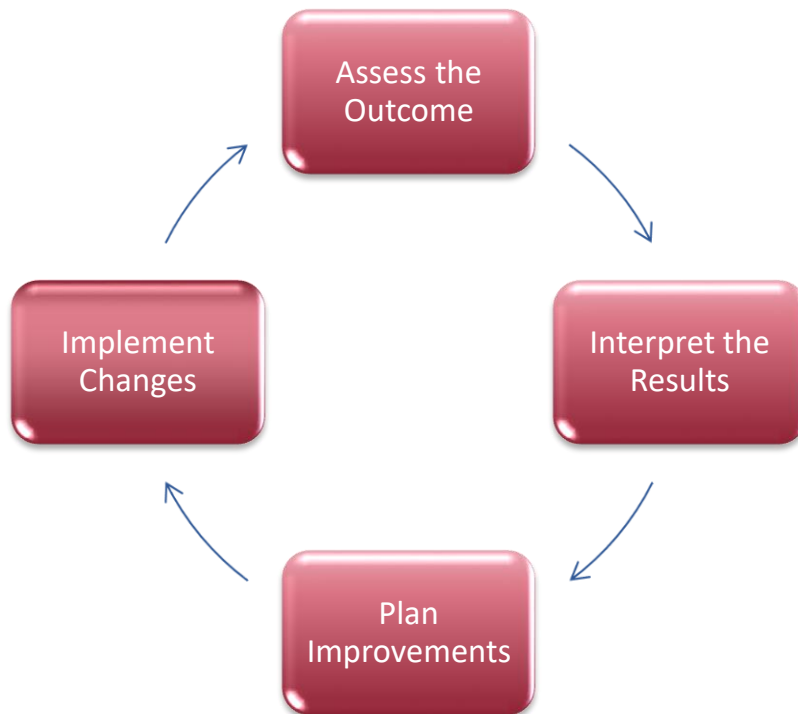 Assess the
Outcome
Interpret the
Results
Plan
Improvements
Implement
Changes